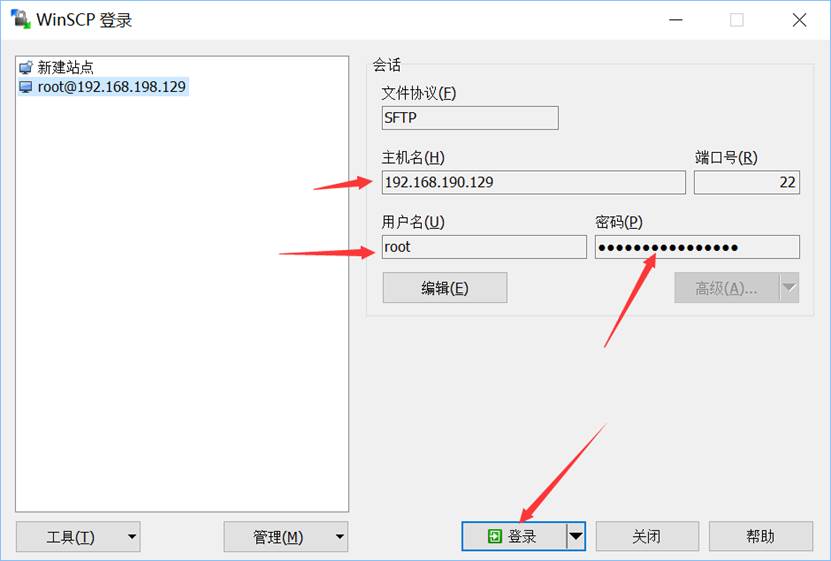 WinSCP 登录
新建站点
root@192.168.198.129
会话
文件协议(F)
SFTP
主机名(H)
端口号(R)
192.168.190.129
22
用户名(U)
密码(P)
root
●●●●●●●●●●●●●●●●
编辑(E)
高级(A)...
工具(T)
管理(M)
登录
关闭
帮助